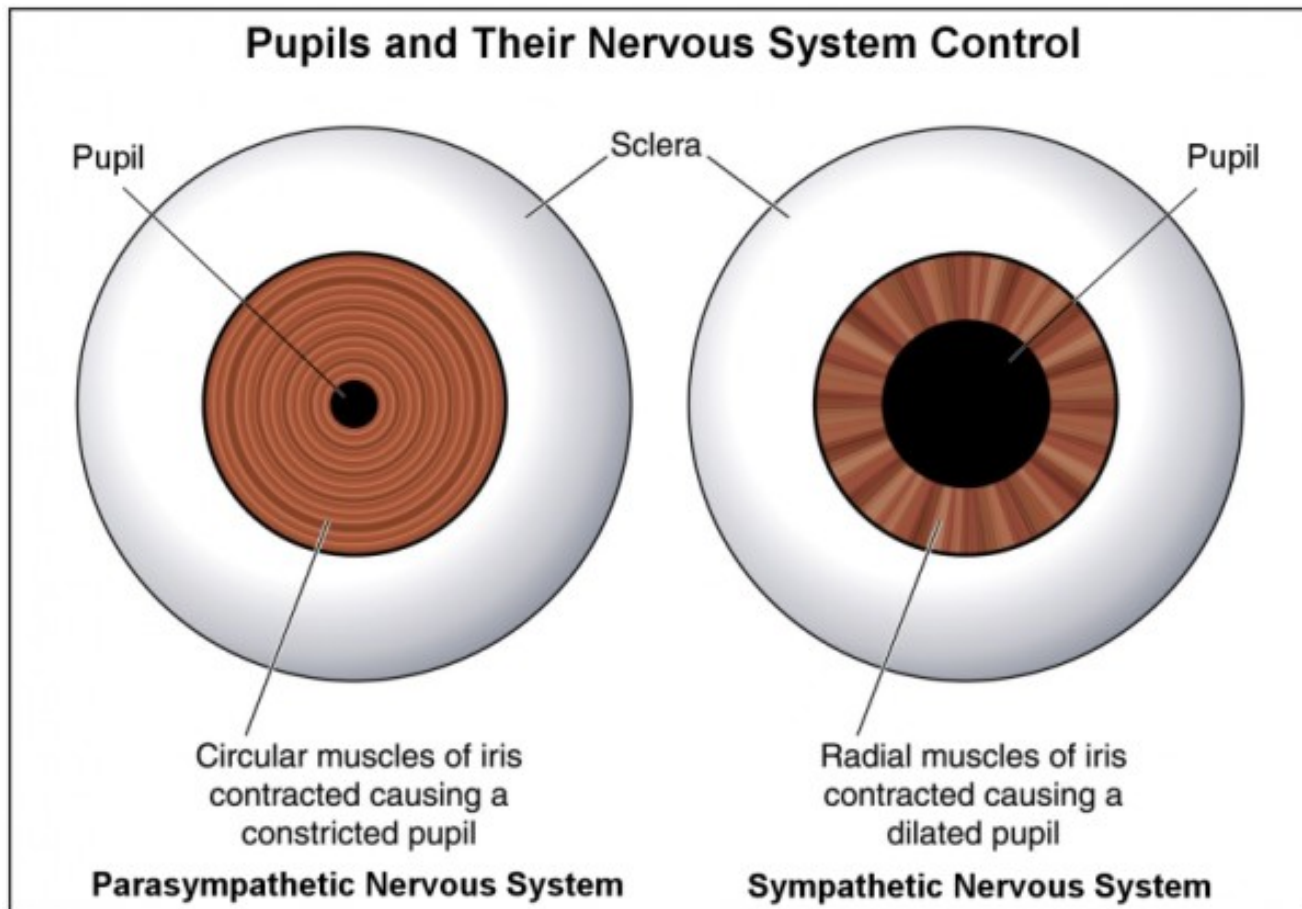 Pupils and Their Nervous System Control
Pupil
Sclera
Pupil
Circular muscles of iris
contracted causing a
constricted pupil
Radial muscles of iris
contracted causing a
dilated pupil
Parasympathetic Nervous System
Sympathetic Nervous System